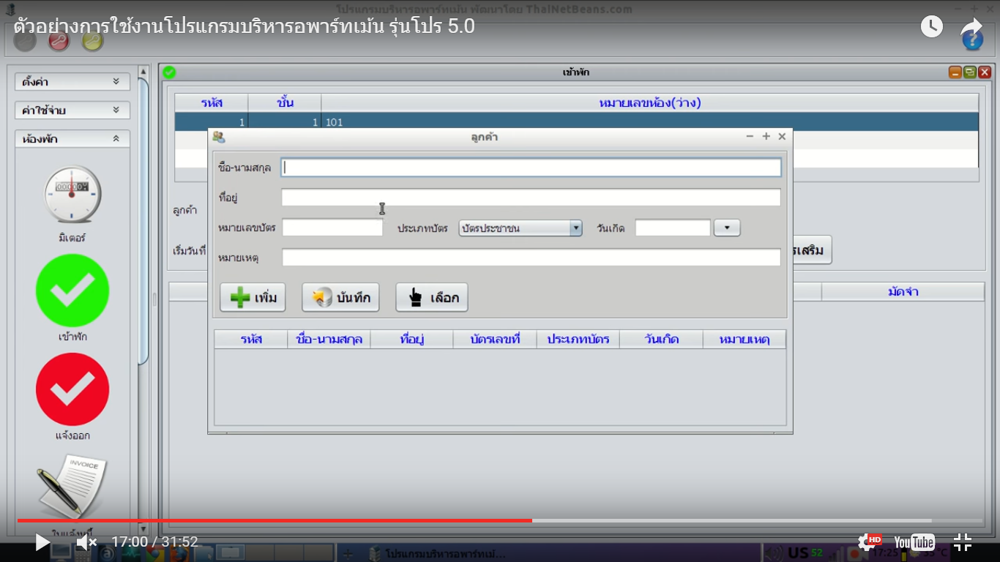 โปรแกรมบริหารอพาร์ทเม้น พัฒนาโดย ThaiNetBeans.com
ตัวอย่างการใช้งานโปรแกรมบริหารอพาร์ทเม้น รุ่นโปร 5.0
ตั้งค่า
ค่าใช้จ่าย
ห้องพัก
มิเตอร์
เข้าพัก
แจ้งออก
INVOICE
ใบแจ้งหนี้
เข้าพัก
รหัส ชั้น หมายเลขห้อง(ว่าง)
1 1 101
ลูกค้า
เริ่มวันที่
มัดจำ
ลูกค้า
ชื่อ-นามสกุล
ที่อยู่
หมายเลขบัตร ประเภทบัตร บัตรประชาชน วันเกิด
หมายเหตุ
เพิ่ม บันทึก เลือก
รหัส ชื่อ-นามสกุล ที่อยู่ บัตรเลขที่ ประเภทบัตร วันเกิด หมายเหตุ
17:00 / 31:52
HD
YouTube
โปรแกรมบริหารอพาร์ทเม้...
US 52
17:25